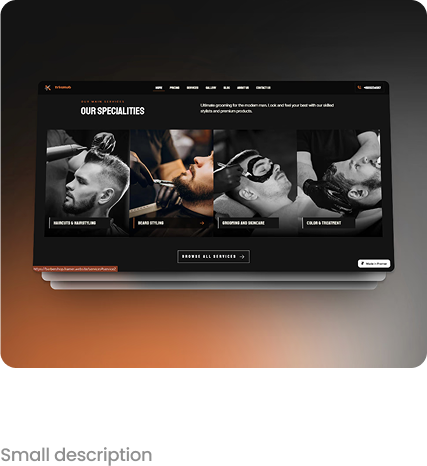 HOME PRICING SERVICES GALLERY BLOG ABOUT US CONTACT US
OUR MAIN SERVICES
OUR SPECIALITIES
Ultimate grooming for the modern man. Look and feel your best with our skilled
stylists and premium products.
HAIRCUTS & HAIRSTYLING
BEARD STYLING
GROOMING AND SKINCARE
COLOR & TREATMENT
BROWSE ALL SERVICES
Made in Framer
Small description